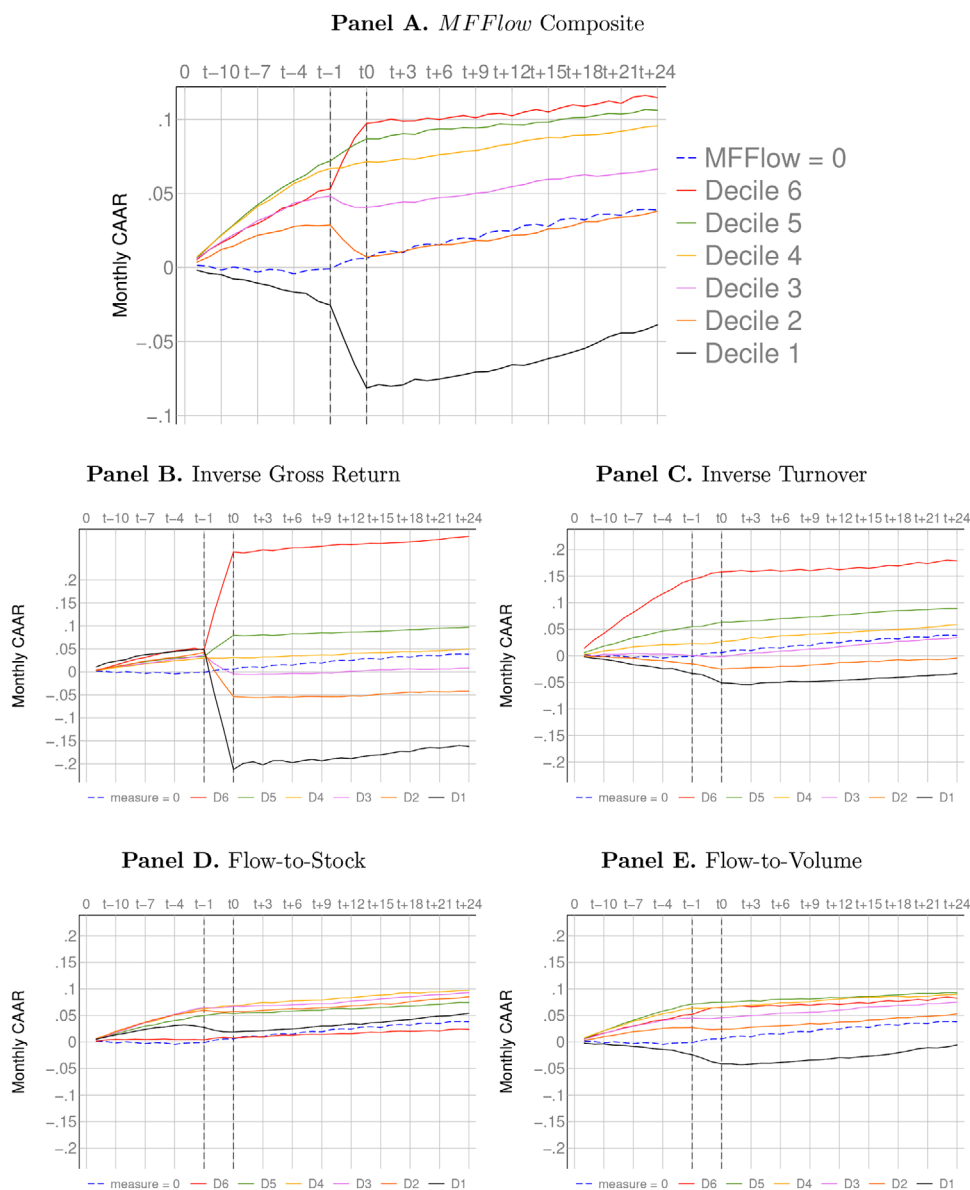 Panel A. MFFlow Composite
0 t−10 t−7 t−4 t−1 t0 t+3 t+6 t+9 t+12 t+15 t+18 t+21 t+24
.1
.05
0
−.05
−.1
Monthly CAAR
MFFlow = 0
Decile 6
Decile 5
Decile 4
Decile 3
Decile 2
Decile 1
Panel B. Inverse Gross Return
0 t−10 t−7 t−4 t−1 t0 t+3 t+6 t+9 t+12 t+15 t+18 t+21 t+24
.2
.15
.1
.05
0
−.05
−.1
−.15
−.2
Monthly CAAR
measure = 0 D6 D5 D4 D3 D2 D1
Panel C. Inverse Turnover
0 t−10 t−7 t−4 t−1 t0 t+3 t+6 t+9 t+12 t+15 t+18 t+21 t+24
.2
.15
.1
.05
0
−.05
−.1
−.15
−.2
Monthly CAAR
measure = 0 D6 D5 D4 D3 D2 D1
Panel D. Flow-to-Stock
0 t−10 t−7 t−4 t−1 t0 t+3 t+6 t+9 t+12 t+15 t+18 t+21 t+24
.2
.15
.1
.05
0
−.05
−.1
−.15
−.2
Monthly CAAR
measure = 0 D6 D5 D4 D3 D2 D1
Panel E. Flow-to-Volume
0 t−10 t−7 t−4 t−1 t0 t+3 t+6 t+9 t+12 t+15 t+18 t+21 t+24
.2
.15
.1
.05
0
−.05
−.1
−.15
−.2
Monthly CAAR
measure = 0 D6 D5 D4 D3 D2 D1